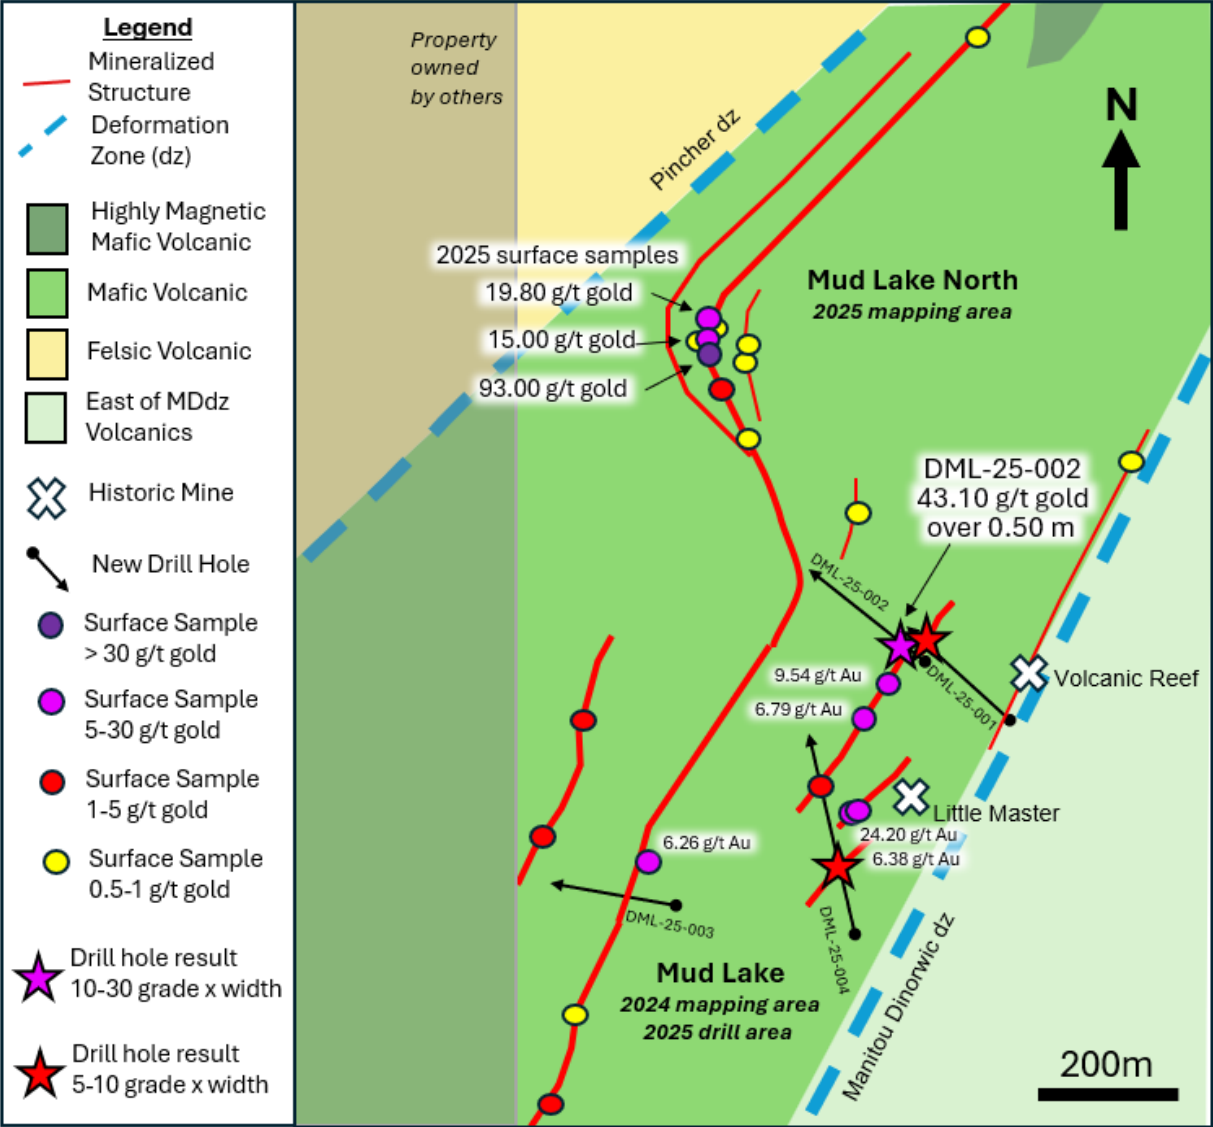 Legend
Mineralized
Structure
Deformation
Zone (dz)
Highly Magnetic
Mafic Volcanic
Mafic Volcanic
Felsic Volcanic
East of MDdz
Volcanics
Historic Mine
New Drill Hole
Surface Sample
> 30 g/t gold
Surface Sample
5-30 g/t gold
Surface Sample
1-5 g/t gold
Surface Sample
0.5-1 g/t gold
Drill hole result
10-30 grade x width
Drill hole result
5-10 grade x width
Property
owned
by others
Pincher dz
N
2025 surface samples
19.80 g/t gold
15.00 g/t gold
93.00 g/t gold
Mud Lake North
2025 mapping area
DML-25-002
43.10 g/t gold
over 0.50 m
DML-25-002
9.54 g/t Au
6.79 g/t Au
DML-25-001
Volcanic Reef
Little Master
24.20 g/t Au
6.38 g/t Au
6.26 g/t Au
DML-25-003
DML-25-004
Mud Lake
2024 mapping area
2025 drill area
Manitou Dinorwic dz
200m